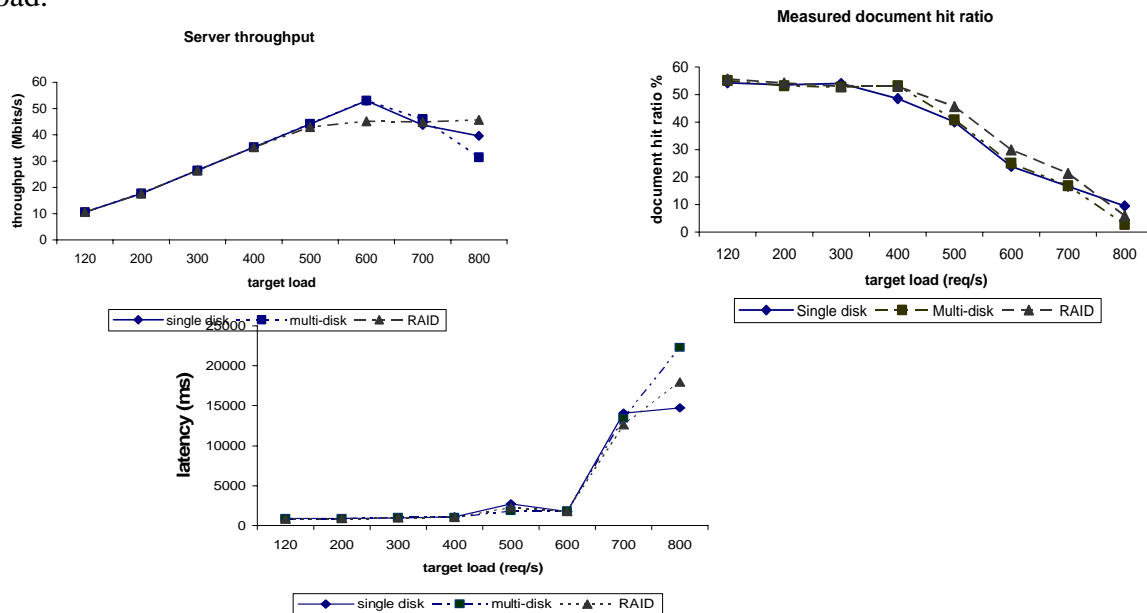 oad.
Server throughput
60
50
40
30
20
10
0
throughput (Mbits/s)
120 200 300 400 500 600 700 800
target load
single disk multi-disk RAID
Measured document hit ratio
60
50
40
30
20
10
0
document hit ratio %
120 200 300 400 500 600 700 800
target load (req/s)
Single disk Multi-disk RAID
25000
20000
15000
10000
5000
0
latency (ms)
120 200 300 400 500 600 700 800
target load (req/s)
single disk multi-disk RAID